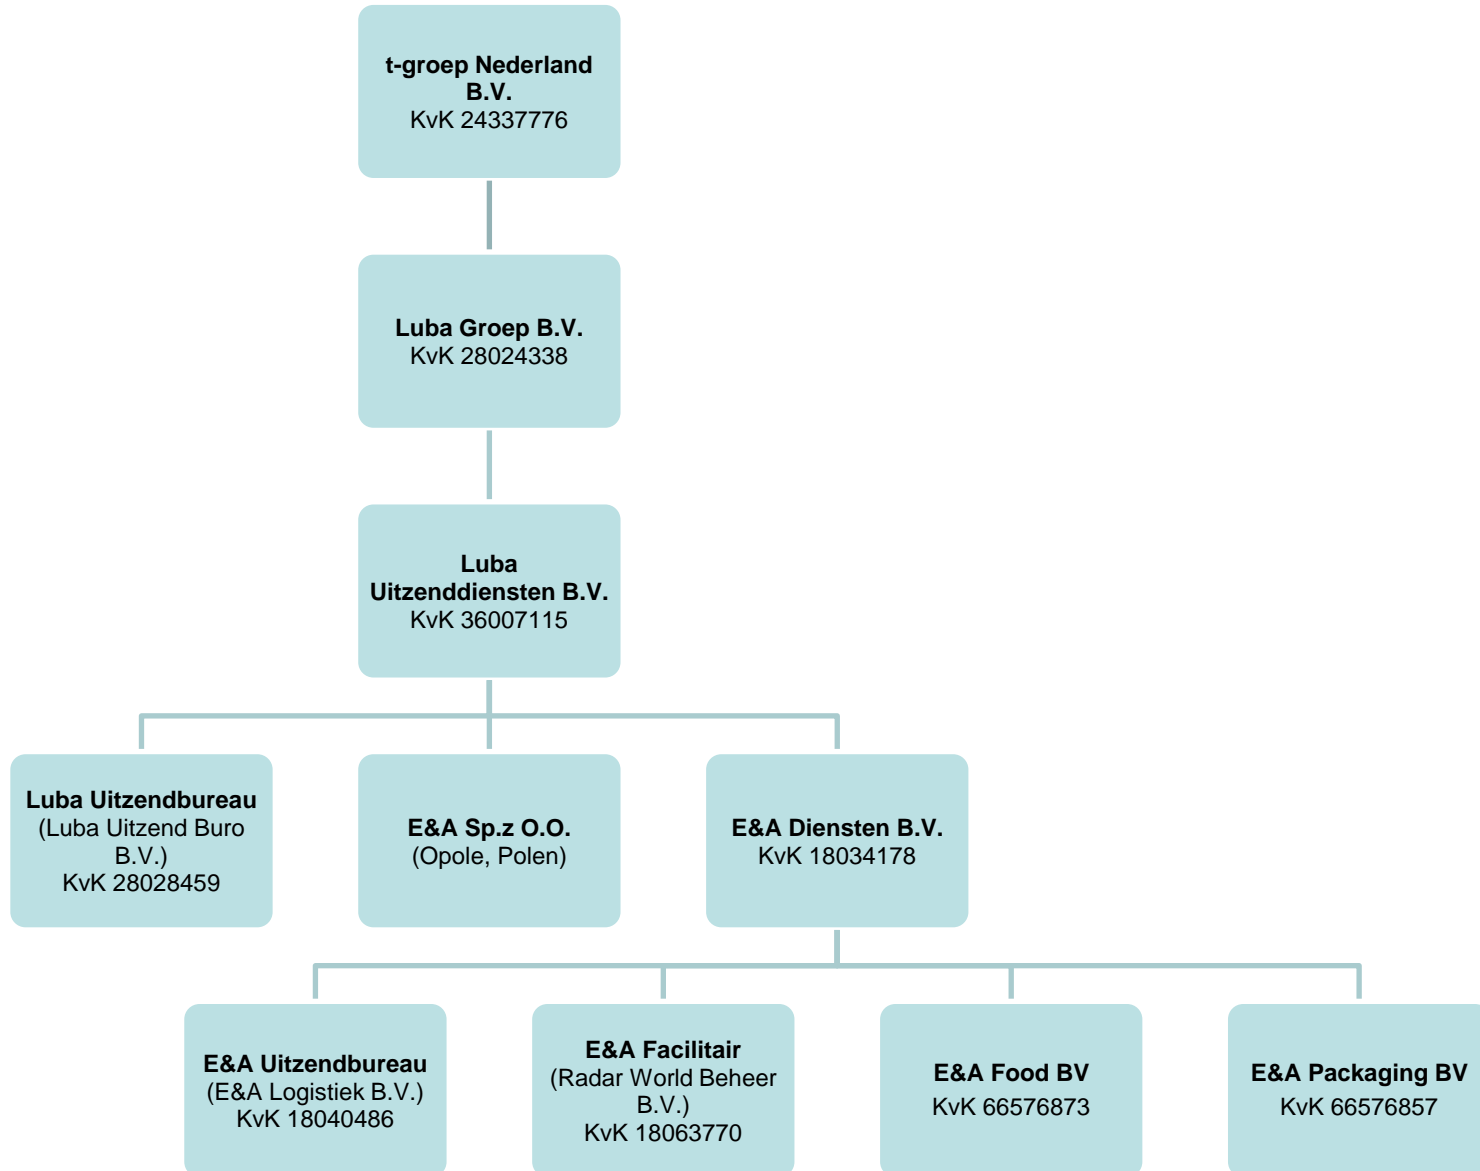 t-groep Nederland
B.V.
KvK 24337776
Luba Groep B.V.
KvK 28024338
Luba
Uitzenddiensten B.V.
KvK 36007115
Luba Uitzendbureau
(Luba Uitzend Buro
B.V.)
KvK 28028459
E&A Sp.z O.O.
(Opole, Polen)
E&A Diensten B.V.
KvK 18034178
E&A Uitzendbureau
(E&A Logistiek B.V.)
KvK 18040486
E&A Facilitair
(Radar World Beheer
B.V.)
KvK 18063770
E&A Food BV
KvK 66576873
E&A Packaging BV
KvK 66576857